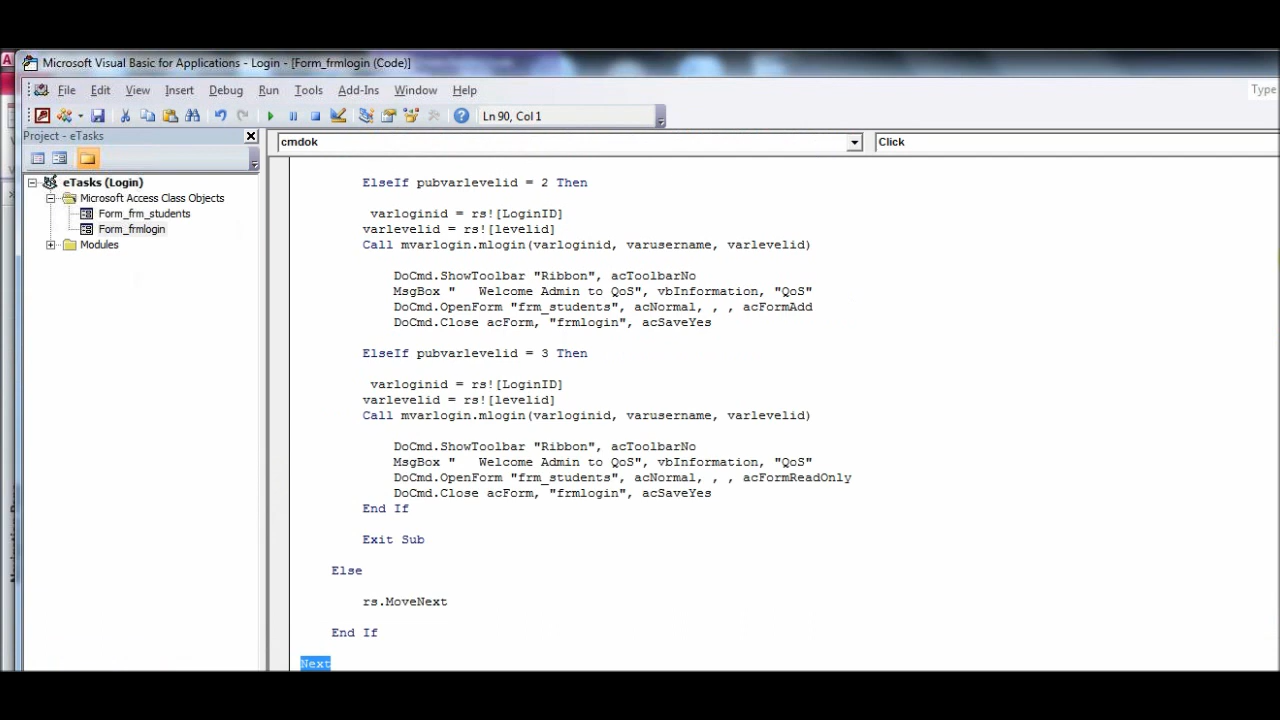 Microsoft Visual Basic for Applications - Login - [Form_frmlogin (Code)]
File Edit View Insert Debug Run Tools Add-Ins Window Help
Type
Ln 90, Col 1
Project - eTasks
cmdok
Click
eTasks (Login)
Microsoft Access Class Objects
Form_frm_students
Form_frmlogin
Modules
ElseIf pubvarlevelid = 2 Then
varloginid = rs![LoginID]
varlevelid = rs![levelid]
Call mvarlogin.mlogin(varloginid, varusername, varlevelid)
DoCmd.ShowToolbar "Ribbon", acToolbarNo
MsgBox "   Welcome Admin to QoS", vbInformation, "QoS"
DoCmd.OpenForm "frm_students", acNormal, , , acFormAdd
DoCmd.Close acForm, "frmlogin", acSaveYes
ElseIf pubvarlevelid = 3 Then
varloginid = rs![LoginID]
varlevelid = rs![levelid]
Call mvarlogin.mlogin(varloginid, varusername, varlevelid)
DoCmd.ShowToolbar "Ribbon", acToolbarNo
MsgBox "   Welcome Admin to QoS", vbInformation, "QoS"
DoCmd.OpenForm "frm_students", acNormal, , , acFormReadOnly
DoCmd.Close acForm, "frmlogin", acSaveYes
End If
Exit Sub
Else
rs.MoveNext
End If
Next